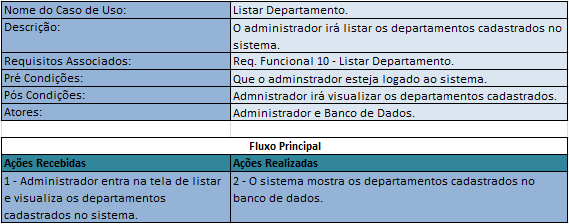 Nome do Caso de Uso: Listar Departamento.
Descrição: O administrador irá listar os departamentos cadastrados no
sistema.
Requisitos Associados: Req. Funcional 10 - Listar Departamento.
Pré Condições: Que o adminstrador esteja logado ao sistema.
Pós Condições: Admnistrador irá visualizar os departamentos cadastrados.
Atores: Administrador e Banco de Dados.
Fluxo Principal
Ações Recebidas Ações Realizadas
1 - Administrador entra na tela de listar
e visualiza os departamentos
cadastrados no sistema.
2 - O sistema mostra os departamentos cadastrados no
banco de dados.